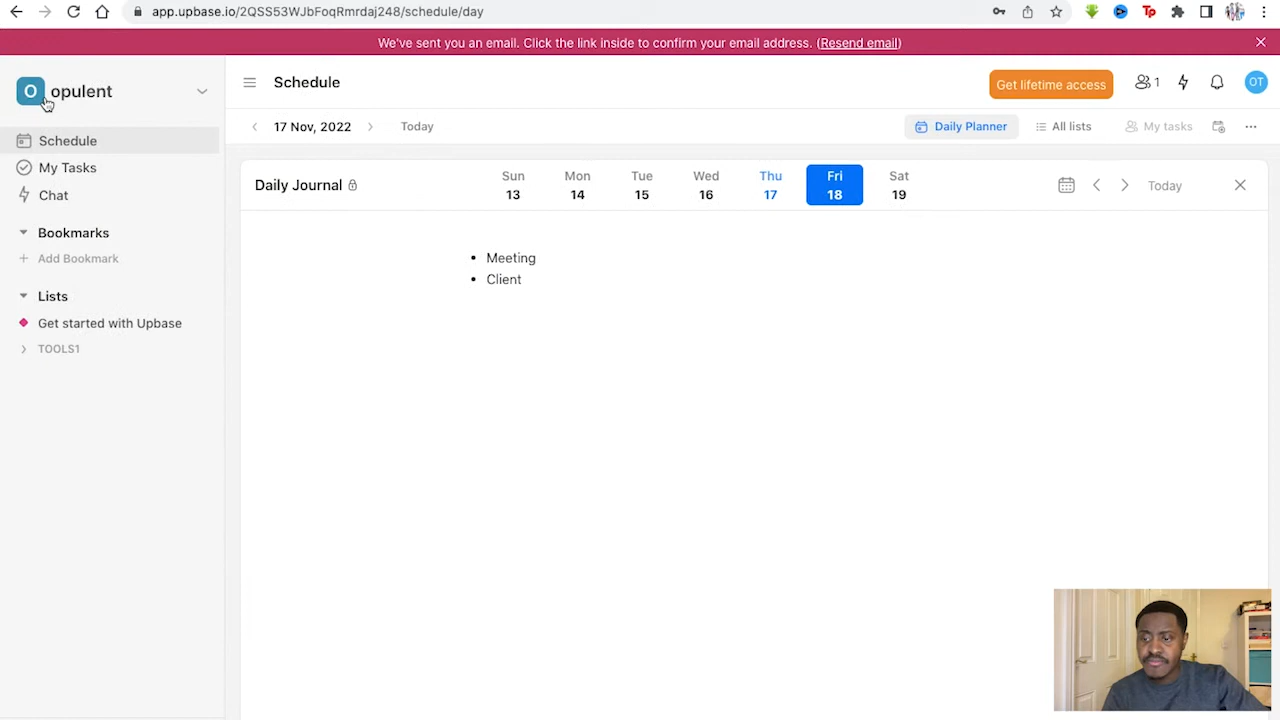 app.upbase.io/2QSS53WJbFoqRmrdaj248/schedule/day
Tp
We've sent you an email. Click the link inside to confirm your email address. (Resend email)
O opulent
Schedule
Get lifetime access
1
OT
17 Nov, 2022
Today
Daily Planner
All lists
My tasks
Schedule
My Tasks
Chat
Bookmarks
Add Bookmark
Lists
Get started with Upbase
TOOLS1
Daily Journal
Sun Mon Tue Wed Thu Fri Sat
13 14 15 16 17 18 19
Today
• Meeting
• Client